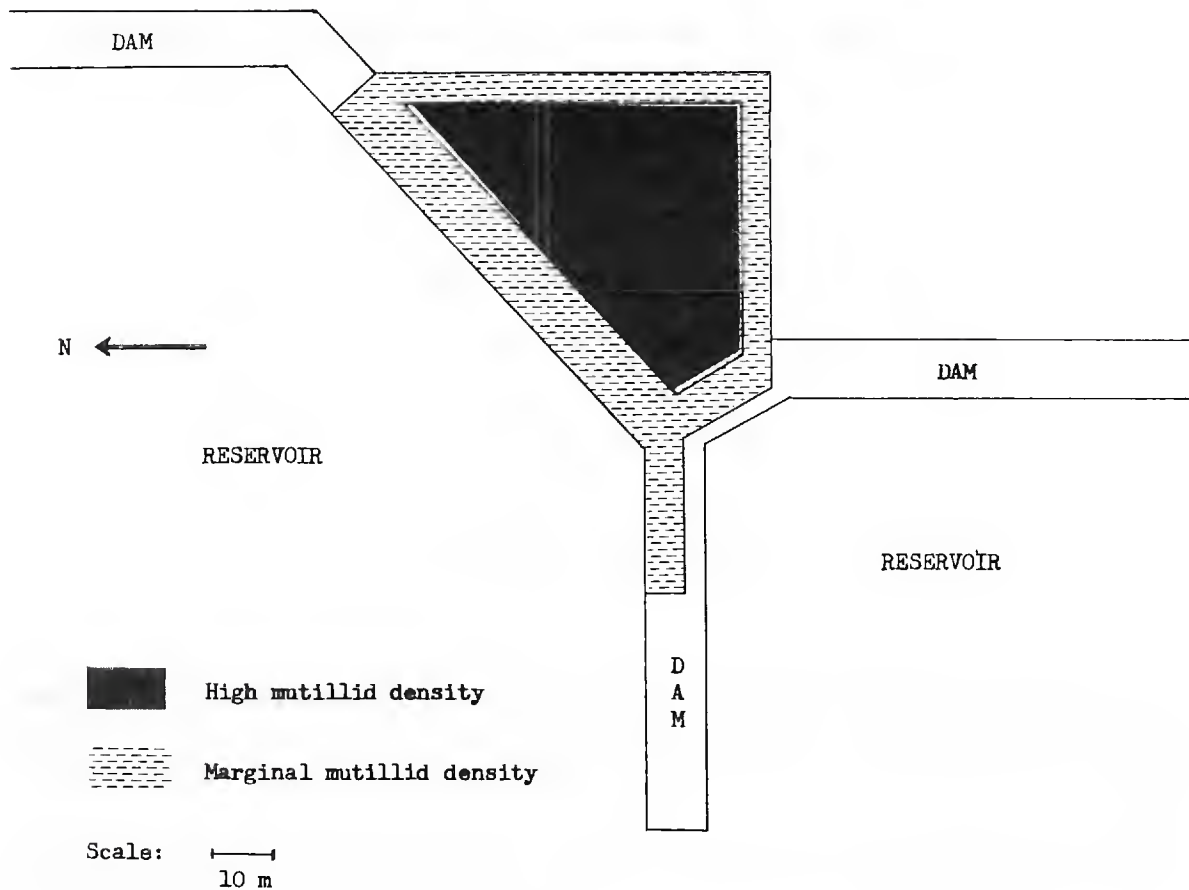 DAM
N
DAM
RESERVOIR
RESERVOIR
D
A
M
High mutillid density
Marginal mutillid density
Scale:
10 m